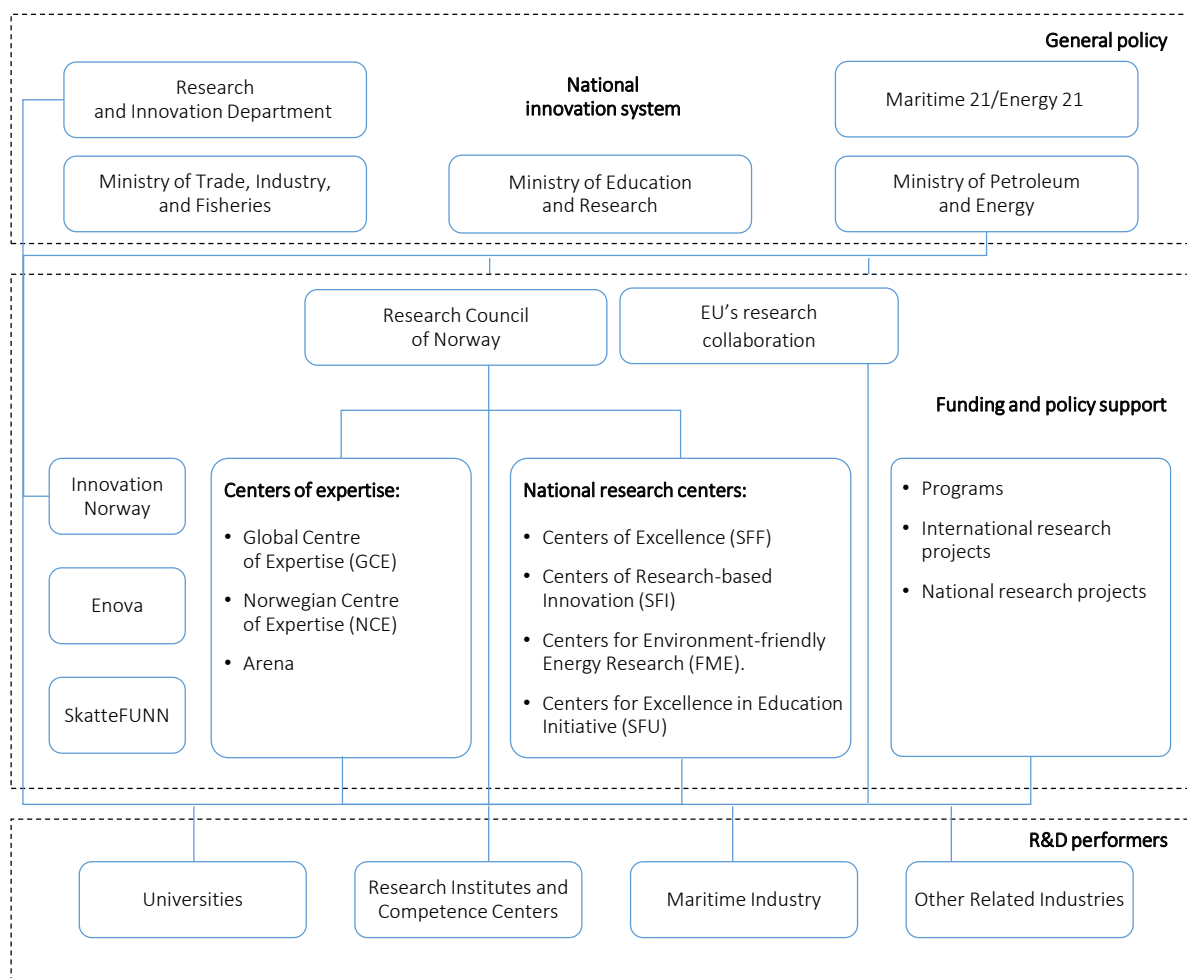 General policy
Research
and Innovation Department
National
innovation system
Maritime 21/Energy 21
Ministry of Trade, Industry,
and Fisheries
Ministry of Education
and Research
Ministry of Petroleum
and Energy
Research Council
of Norway
EU's research
collaboration
Funding and policy support
Innovation
Norway
Enova
SkatteFUNN
Centers of expertise:
• Global Centre
of Expertise (GCE)
• Norwegian Centre
of Expertise (NCE)
• Arena
National research centers:
• Centers of Excellence (SFF)
• Centers of Research-based
Innovation (SFI)
• Centers for Environment-friendly
Energy Research (FME).
• Centers for Excellence in Education
Initiative (SFU)
• Programs
• International research
projects
• National research projects
R&D performers
Universities
Research Institutes and
Competence Centers
Maritime Industry
Other Related Industries